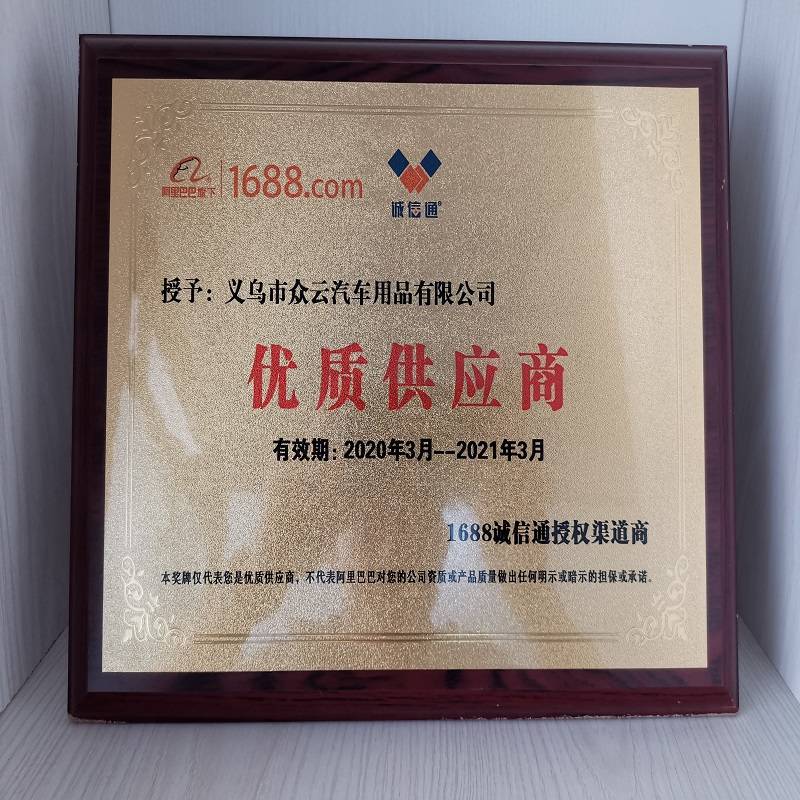 阿里巴巴旗下 1688.com
诚信通®
授予：义乌市众云汽车用品有限公司
优质供应商
有效期：2020年3月--2021年3月
1688诚信通授权渠道商
本奖牌仅代表您是优质供应商，不代表阿里巴巴对您的公司资质或产品质量做出任何明示或暗示的担保或承诺。